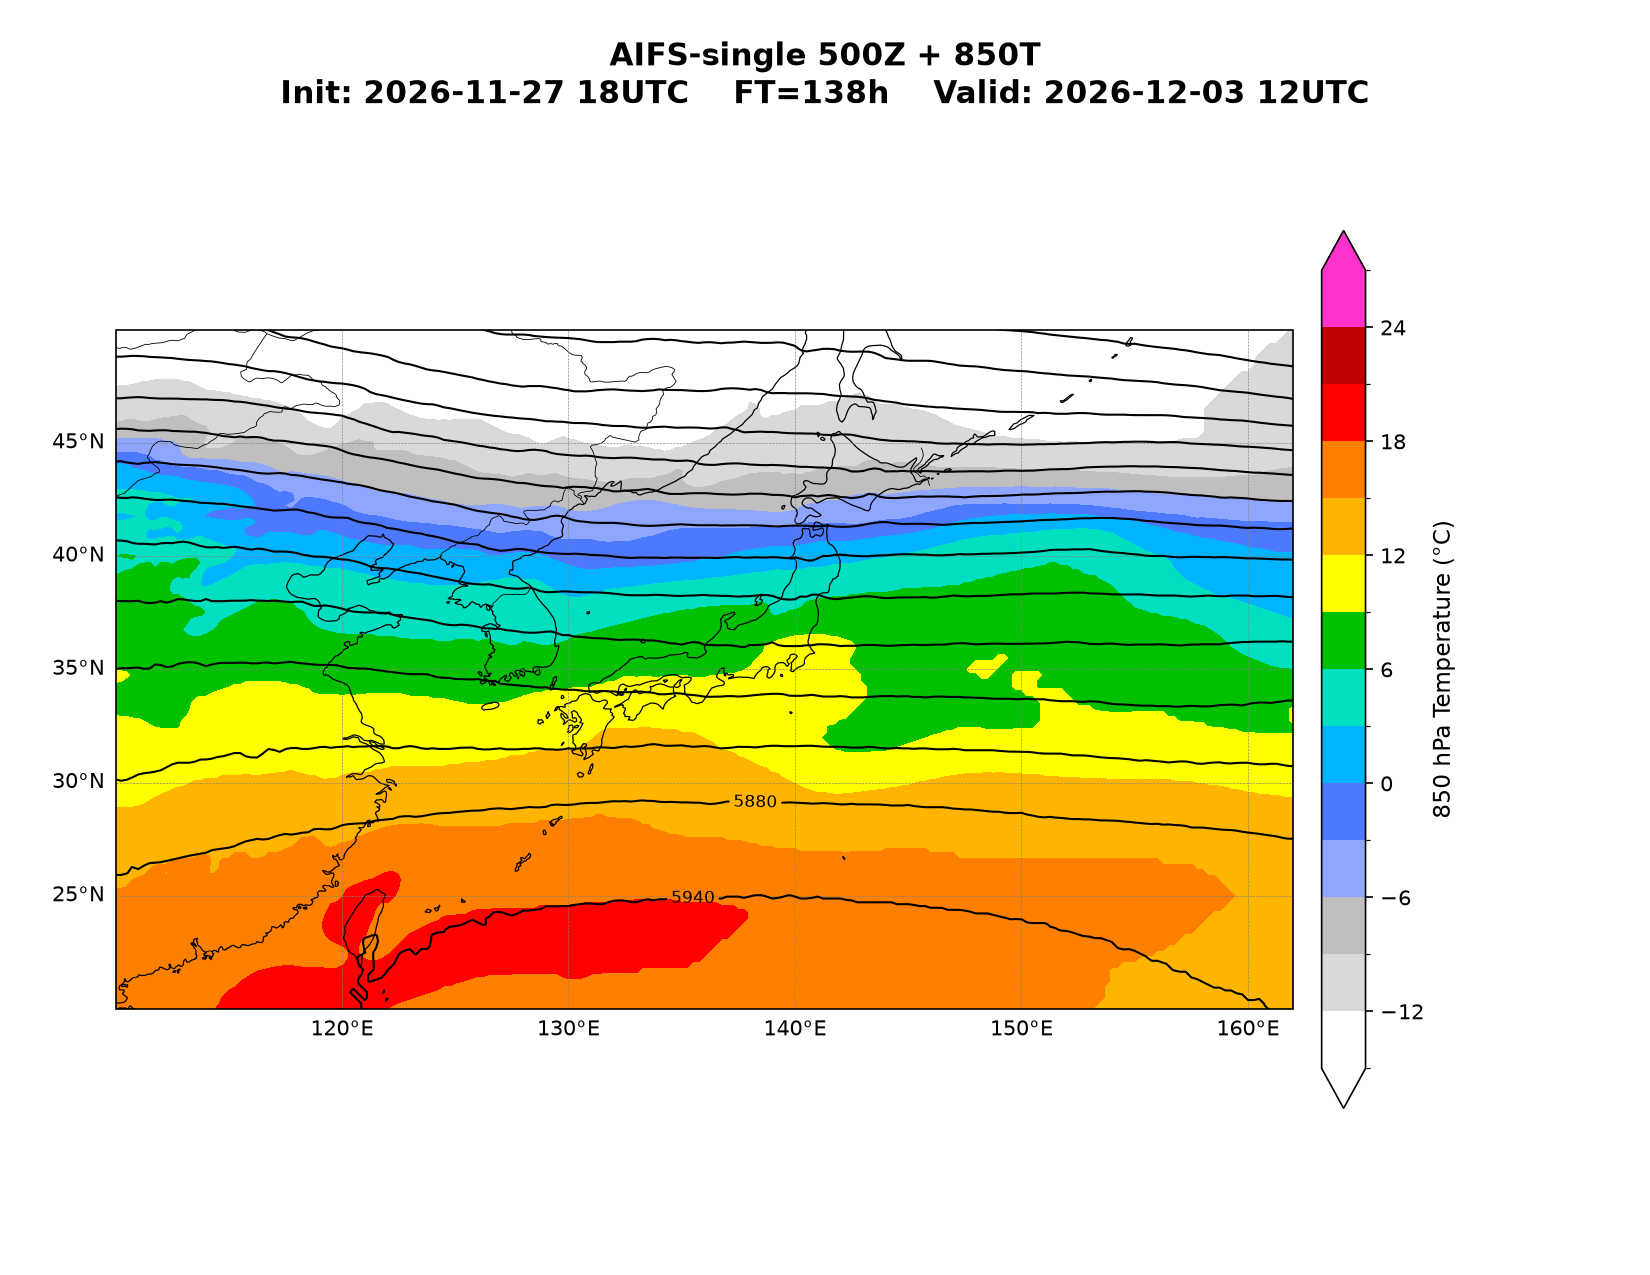 AIFS-single 500Z + 850T
Init: 2026-11-27 18UTC    FT=138h    Valid: 2026-12-03 12UTC
45°N
40°N
35°N
30°N
25°N
120°E
130°E
140°E
150°E
160°E
5880
5940
24
18
12
6
0
−6
−12
850 hPa Temperature (°C)